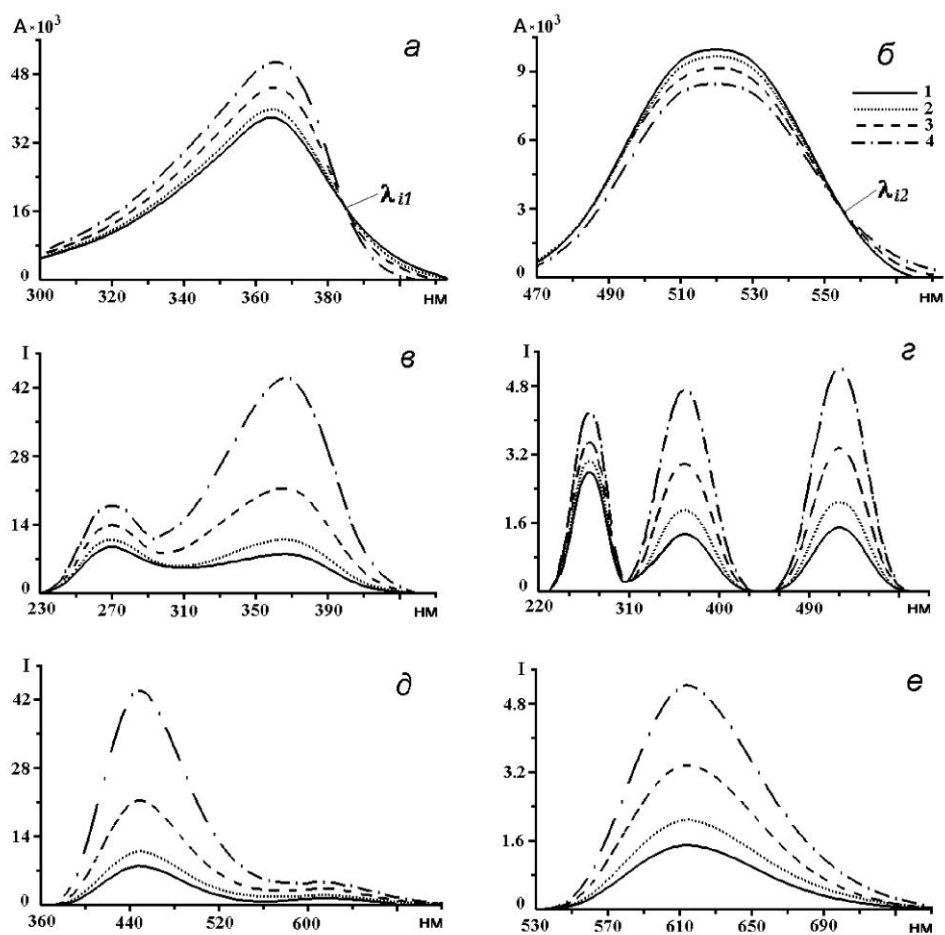 A×10³
а
48
32
16
0
λi1
300 320 340 360 380 нм
A×10³
б
9
6
3
0
1
2
3
4
λi2
470 490 510 530 550 нм
I
в
42
28
14
0
230 270 310 350 390 нм
I
г
4.8
3.2
1.6
0
220 310 400 490 нм
I
д
42
28
14
0
360 440 520 600 нм
I
е
4.8
3.2
1.6
0
530 570 610 650 690 нм